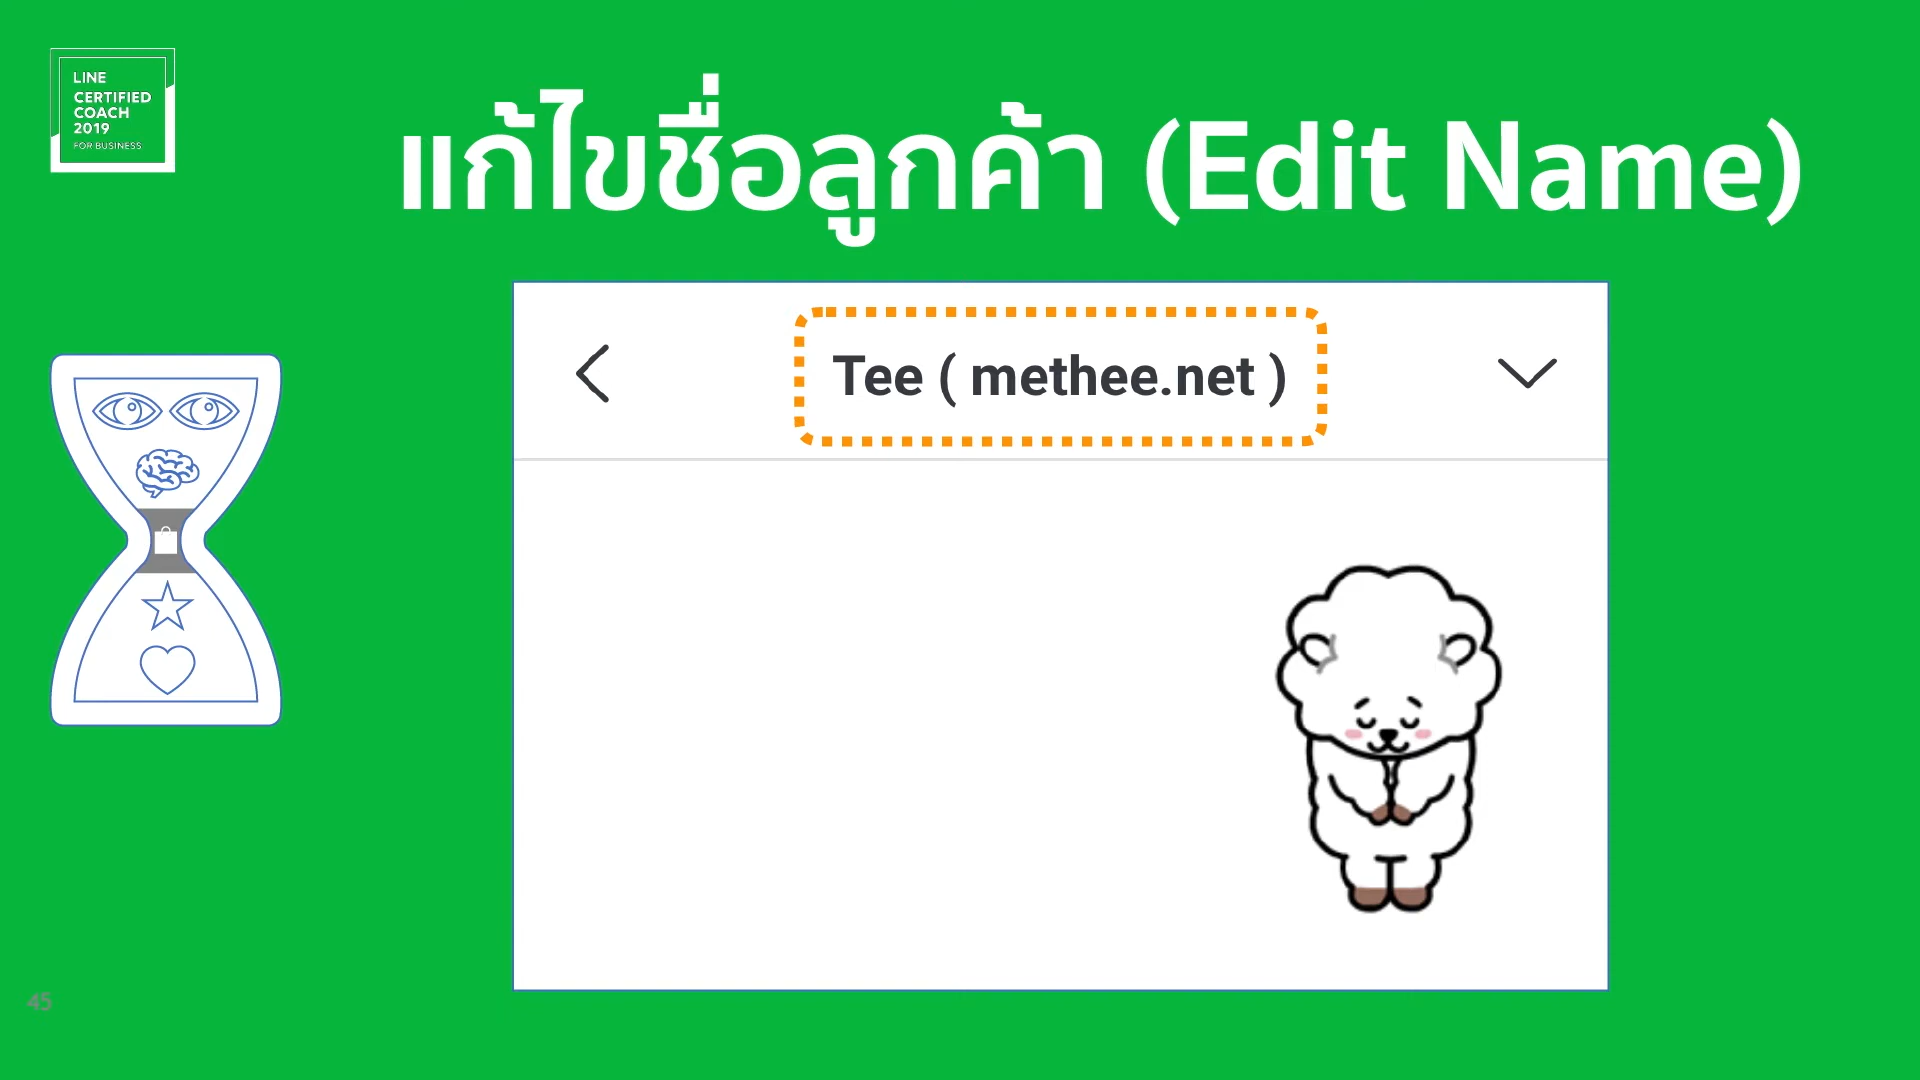 LINE
CERTIFIED
COACH
2019
FOR BUSINESS
แก้ไขชื่อลูกค้า (Edit Name)
Tee ( methee.net )
45